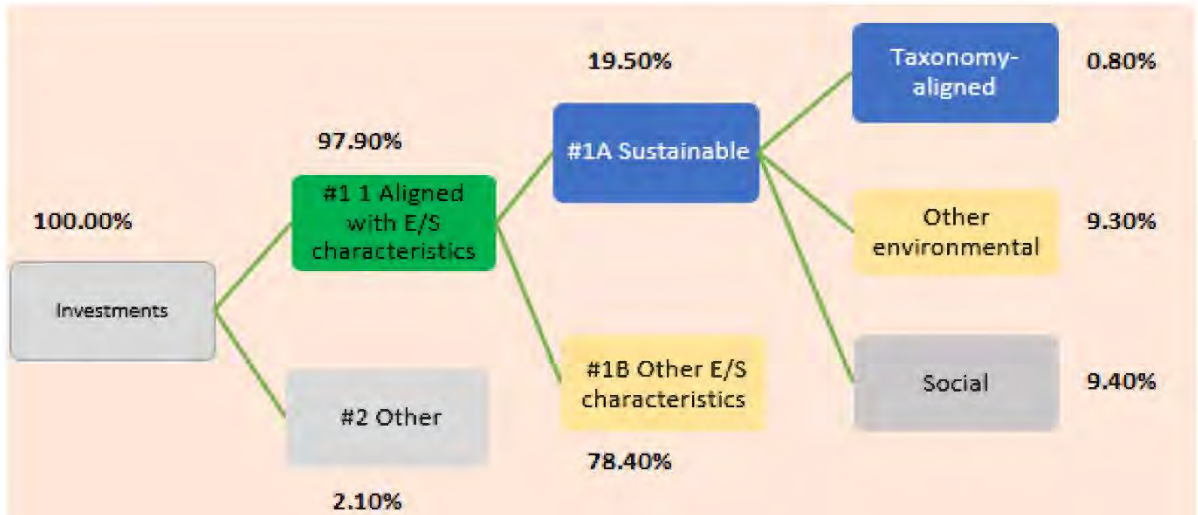 100.00%
Investments
97.90%
#1 1 Aligned
with E/S
characteristics
#2 Other
2.10%
19.50%
#1A Sustainable
#1B Other E/S
characteristics
78.40%
Taxonomy-
aligned
0.80%
Other
environmental
9.30%
Social
9.40%